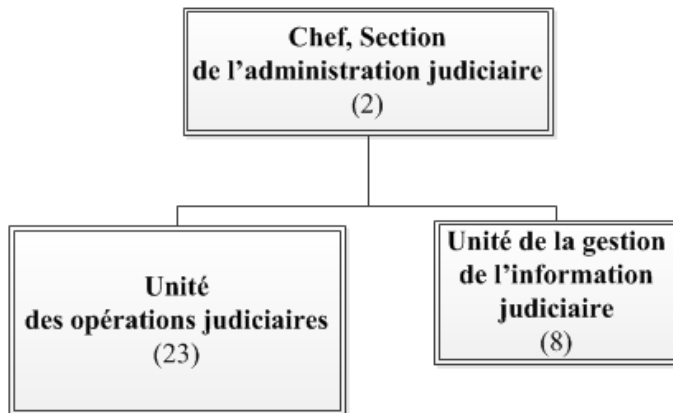 Chef, Section
de l’administration judiciaire
(2)
Unité
des opérations judiciaires
(23)
Unité de la gestion
de l’information
judiciaire
(8)